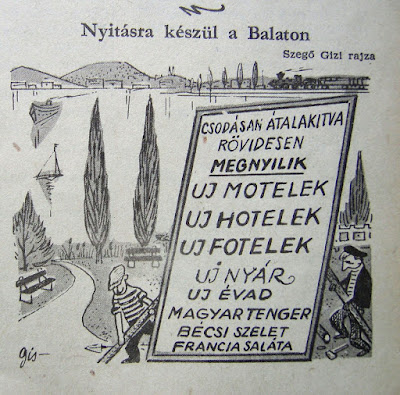 Nyitásra készül a Balaton
Szegő Gizi rajza
CSODÁSAN ÁTALAKITVA
RÖVIDESEN
MEGNYILIK
UJ MOTELEK
UJ HOTELEK
UJ FOTELEK
UJ NYÁR
UJ ÉVAD
MAGYAR TENGER
BÉCSI SZELET
FRANCIA SALÁTA
gis-